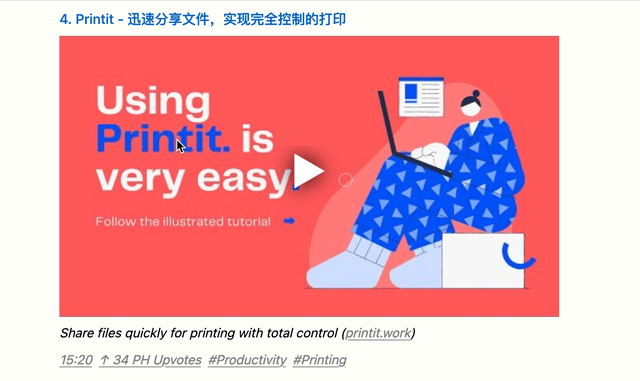 4. Printit - 迅速分享文件，实现完全控制的打印
Using
Printit. is
very easy.
Follow the illustrated tutorial
Share files quickly for printing with total control (printit.work)
15:20 ↑ 34 PH Upvotes #Productivity #Printing